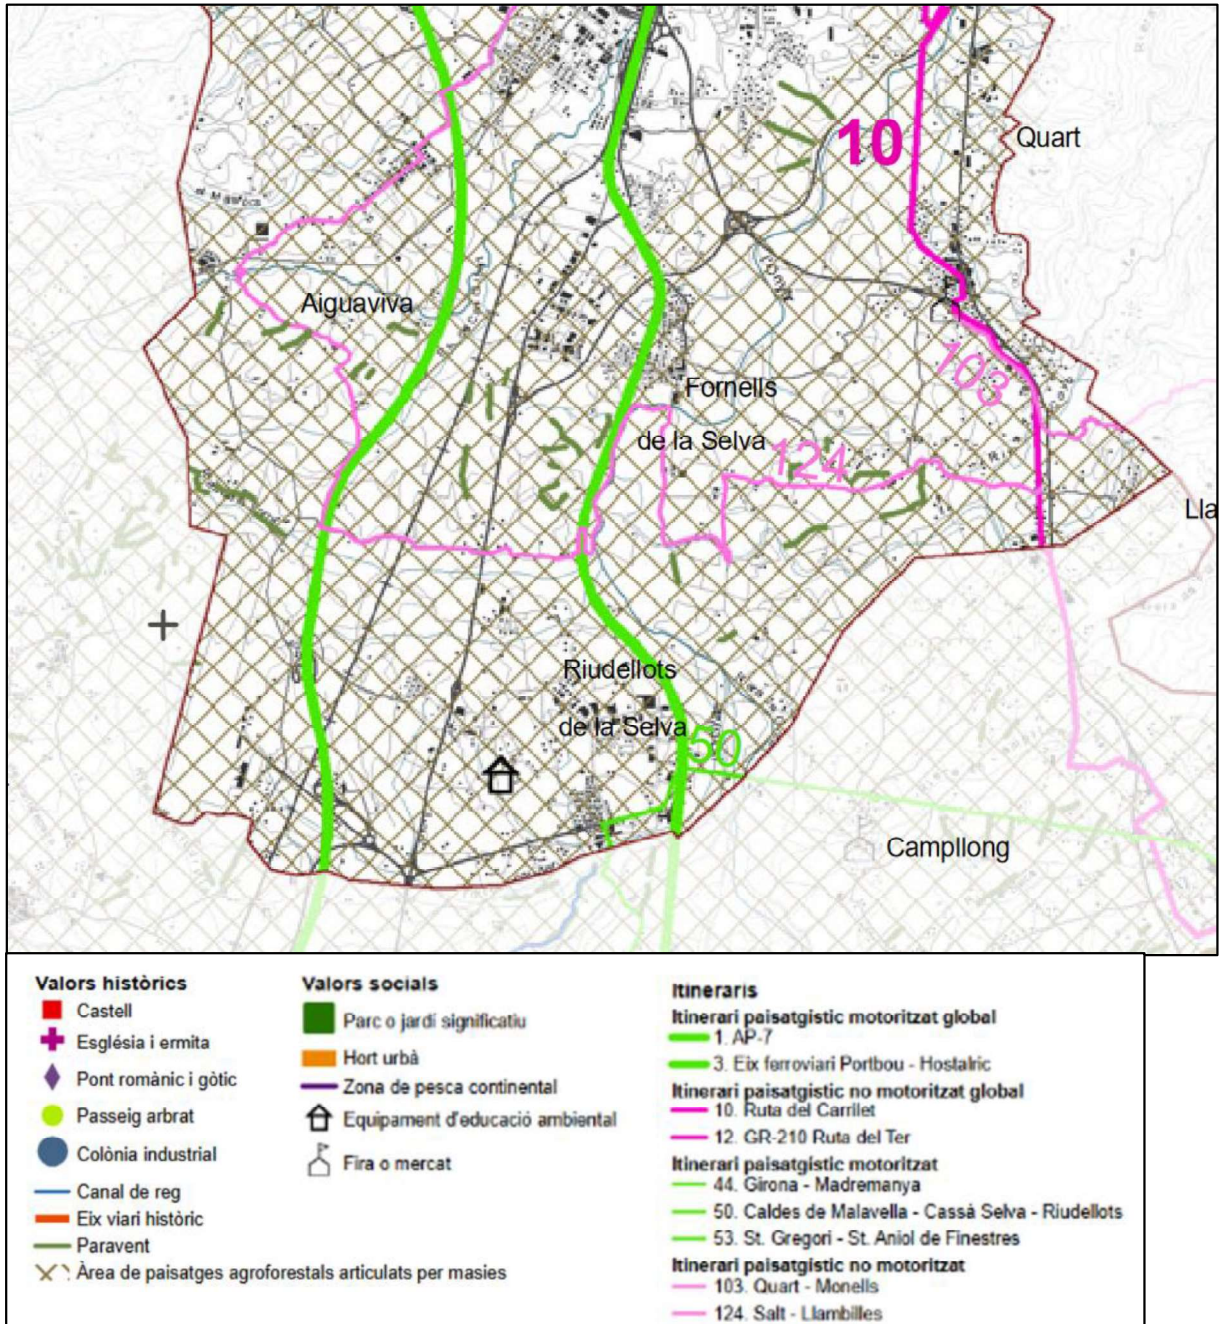 10
Quart
Aiguaviva
103
Fornells
de la Selva
124
Lla
Riudellots
de la Selva
50
Campllong
Valors històrics
Castell
Església i ermita
Pont romànic i gòtic
Passeig arbrat
Colònia industrial
Canal de reg
Eix viari històric
Paravent
Àrea de paisatges agroforestals articulats per masies
Valors socials
Parc o jardí significatiu
Hort urbà
Zona de pesca continental
Equipament d'educació ambiental
Fira o mercat
Itineraris
Itinerari paisatgístic motoritzat global
1. AP-7
3. Eix ferroviari Portbou - Hostalric
Itinerari paisatgístic no motoritzat global
10. Ruta del Carrilet
12. GR-210 Ruta del Ter
Itinerari paisatgístic motoritzat
44. Girona - Madremanya
50. Caldes de Malavella - Cassà Selva - Riudellots
53. St. Gregori - St. Aniol de Finestres
Itinerari paisatgístic no motoritzat
103. Quart - Monells
124. Salt - Llambilles